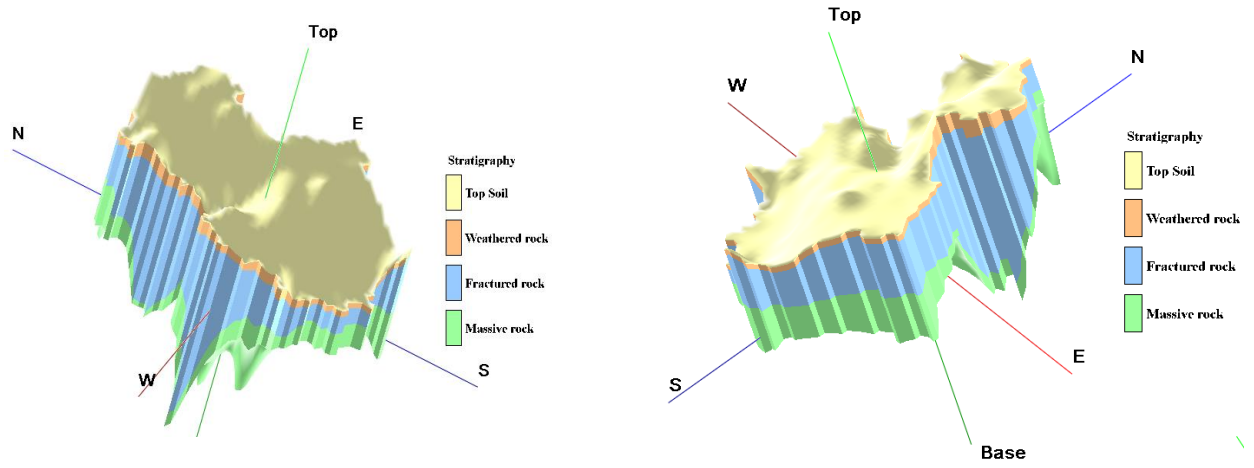 Top
N
E
Stratigraphy
Top Soil
Weathered rock
Fractured rock
Massive rock
W
S
Top
N
W
Stratigraphy
Top Soil
Weathered rock
Fractured rock
Massive rock
S
E
Base